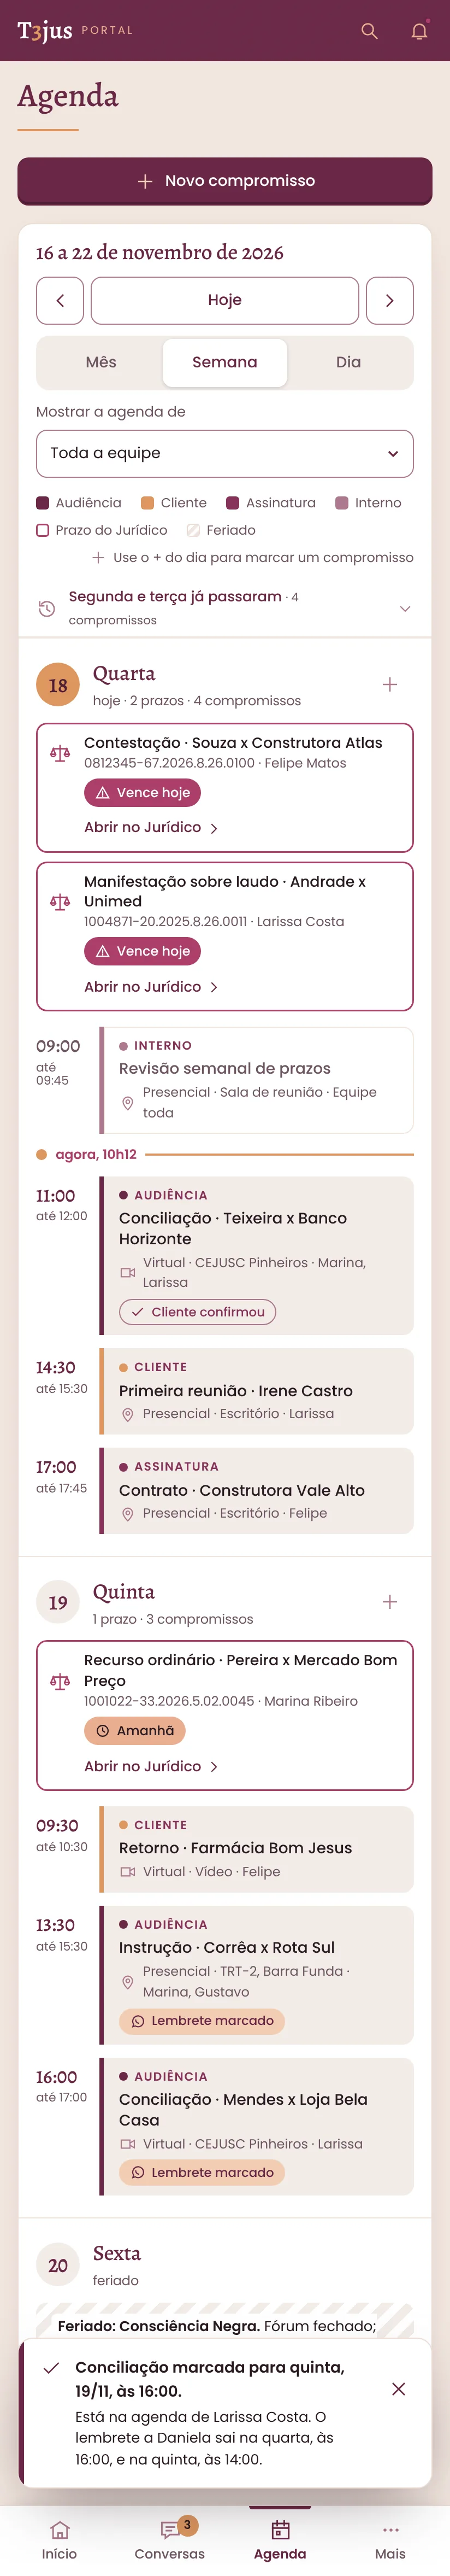 T3jus PORTAL
Agenda
Novo compromisso
16 a 22 de novembro de 2026
Hoje
Mês Semana Dia
Mostrar a agenda de
Toda a equipe
Audiência Cliente Assinatura Interno
Prazo do Jurídico Feriado
Use o + do dia para marcar um compromisso
Segunda e terça já passaram · 4
compromissos
18 Quarta
hoje · 2 prazos · 4 compromissos
Contestação · Souza x Construtora Atlas
0812345-67.2026.8.26.0100 · Felipe Matos
Vence hoje
Abrir no Jurídico
Manifestação sobre laudo · Andrade x
Unimed
1004871-20.2025.8.26.0011 · Larissa Costa
Vence hoje
Abrir no Jurídico
09:00
até
09:45
INTERNO
Revisão semanal de prazos
Presencial · Sala de reunião · Equipe
toda
agora, 10h12
11:00
até 12:00
AUDIÊNCIA
Conciliação · Teixeira x Banco
Horizonte
Virtual · CEJUSC Pinheiros · Marina,
Larissa
Cliente confirmou
14:30
até 15:30
CLIENTE
Primeira reunião · Irene Castro
Presencial · Escritório · Larissa
17:00
até 17:45
ASSINATURA
Contrato · Construtora Vale Alto
Presencial · Escritório · Felipe
19 Quinta
1 prazo · 3 compromissos
Recurso ordinário · Pereira x Mercado Bom
Preço
1001022-33.2026.5.02.0045 · Marina Ribeiro
Amanhã
Abrir no Jurídico
09:30
até 10:30
CLIENTE
Retorno · Farmácia Bom Jesus
Virtual · Vídeo · Felipe
13:30
até 15:30
AUDIÊNCIA
Instrução · Corrêa x Rota Sul
Presencial · TRT-2, Barra Funda ·
Marina, Gustavo
Lembrete marcado
16:00
até 17:00
AUDIÊNCIA
Conciliação · Mendes x Loja Bela
Casa
Virtual · CEJUSC Pinheiros · Larissa
Lembrete marcado
20 Sexta
feriado
Feriado: Consciência Negra. Fórum fechado;
Conciliação marcada para quinta,
19/11, às 16:00.
Está na agenda de Larissa Costa. O
lembrete a Daniela sai na quarta, às
16:00, e na quinta, às 14:00.
3
Início Conversas Agenda Mais